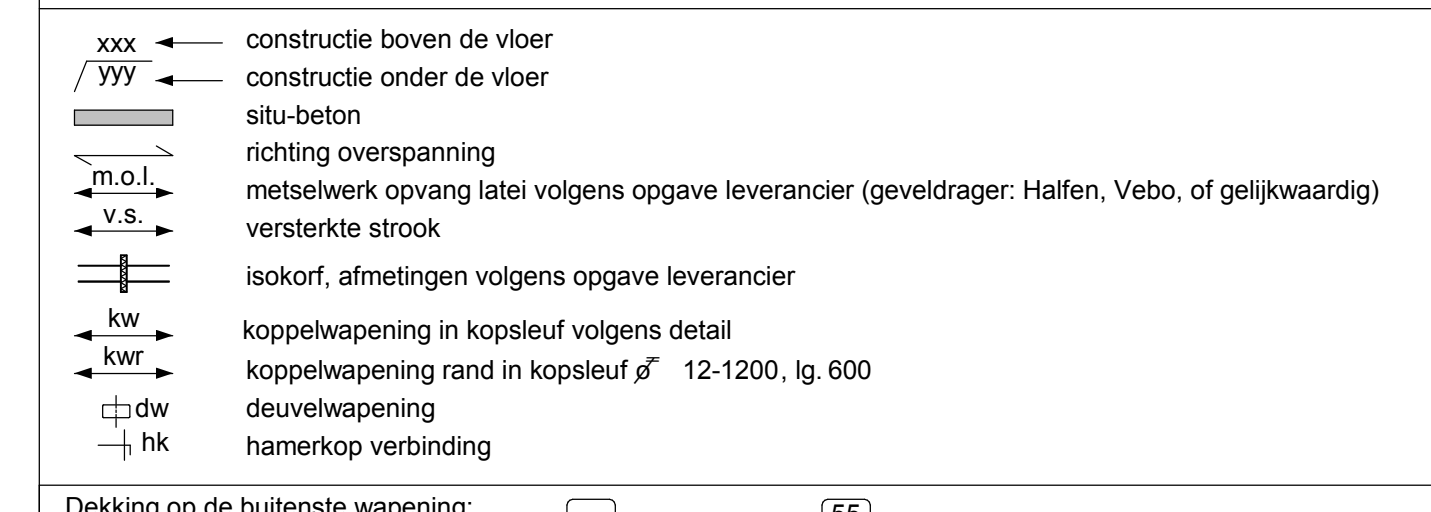 xxx constructie boven de vloer
yyy constructie onder de vloer
situ-beton
richting overspanning
m.o.l. metselwerk opvang latei volgens opgave leverancier (geveldrager: Halfen, Vebo, of gelijkwaardig)
v.s. versterkte strook
isokorf, afmetingen volgens opgave leverancier
kw koppelwapening in kopsleuf volgens detail
kwr koppelwapening rand in kopsleuf ø 12-1200, lg. 600
dw deuvelwapening
hk hamerkop verbinding
Dekking op de buitenste wapening: 55